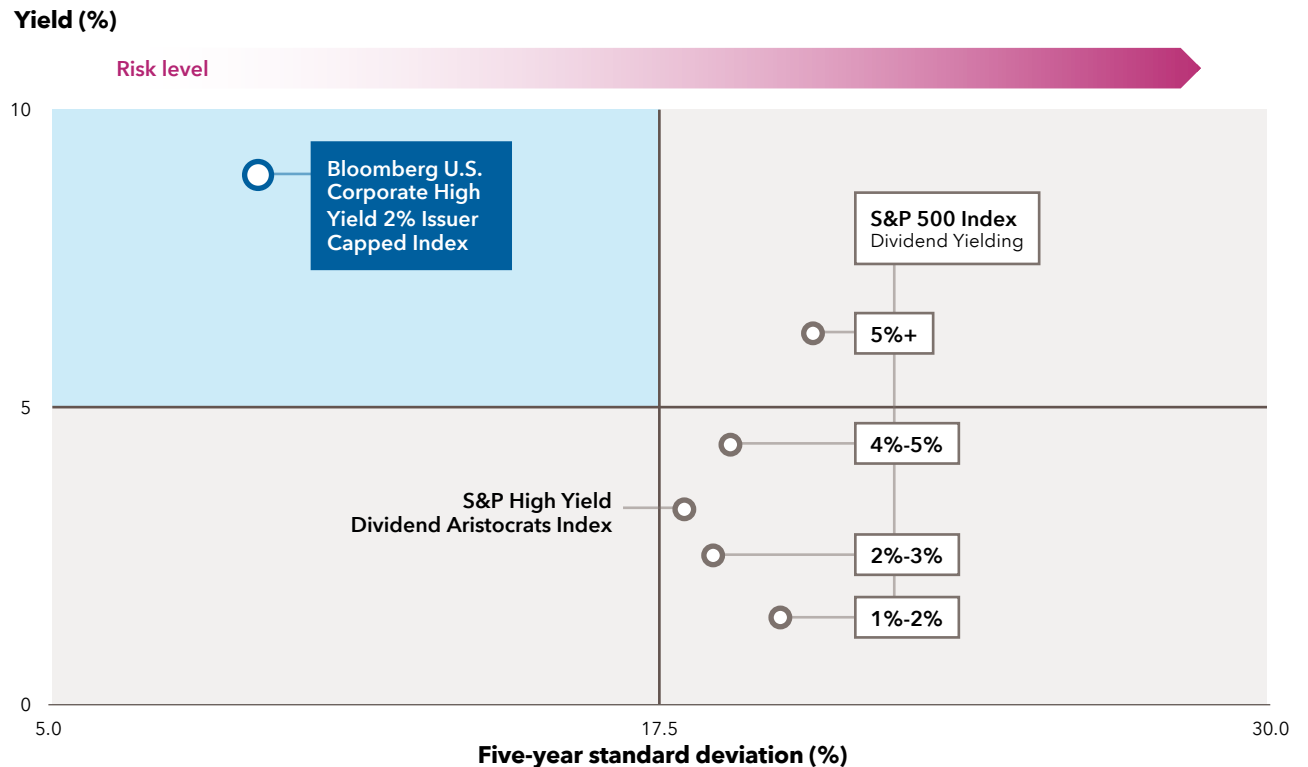 Yield (%)
Risk level
10
Bloomberg U.S.
Corporate High
Yield 2% Issuer
Capped Index
S&P 500 Index
Dividend Yielding
5%+
5
4%-5%
S&P High Yield
Dividend Aristocrats Index
2%-3%
1%-2%
0
5.0
17.5
30.0
Five-year standard deviation (%)